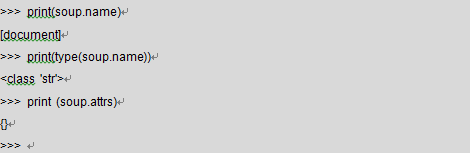 >>> print(soup.name)
[document]
>>> print(type(soup.name))
<class 'str'>
>>> print (soup.attrs)
{}
>>>